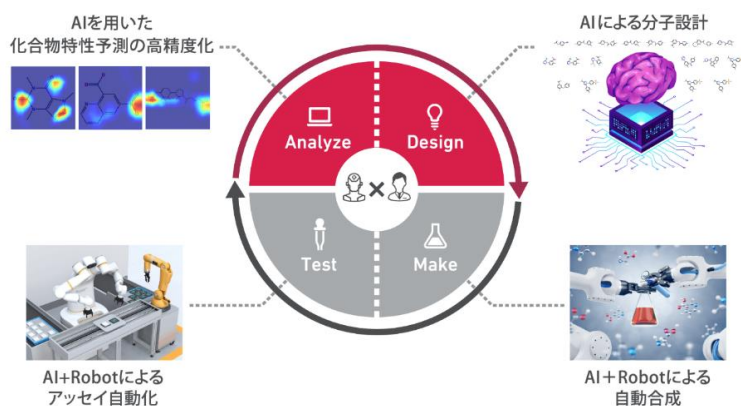 AIを用いた
化合物特性予測の高精度化
AIによる分子設計
Analyze
Design
×
Test
Make
AI+Robotによる
アッセイ自動化
AI＋Robotによる
自動合成